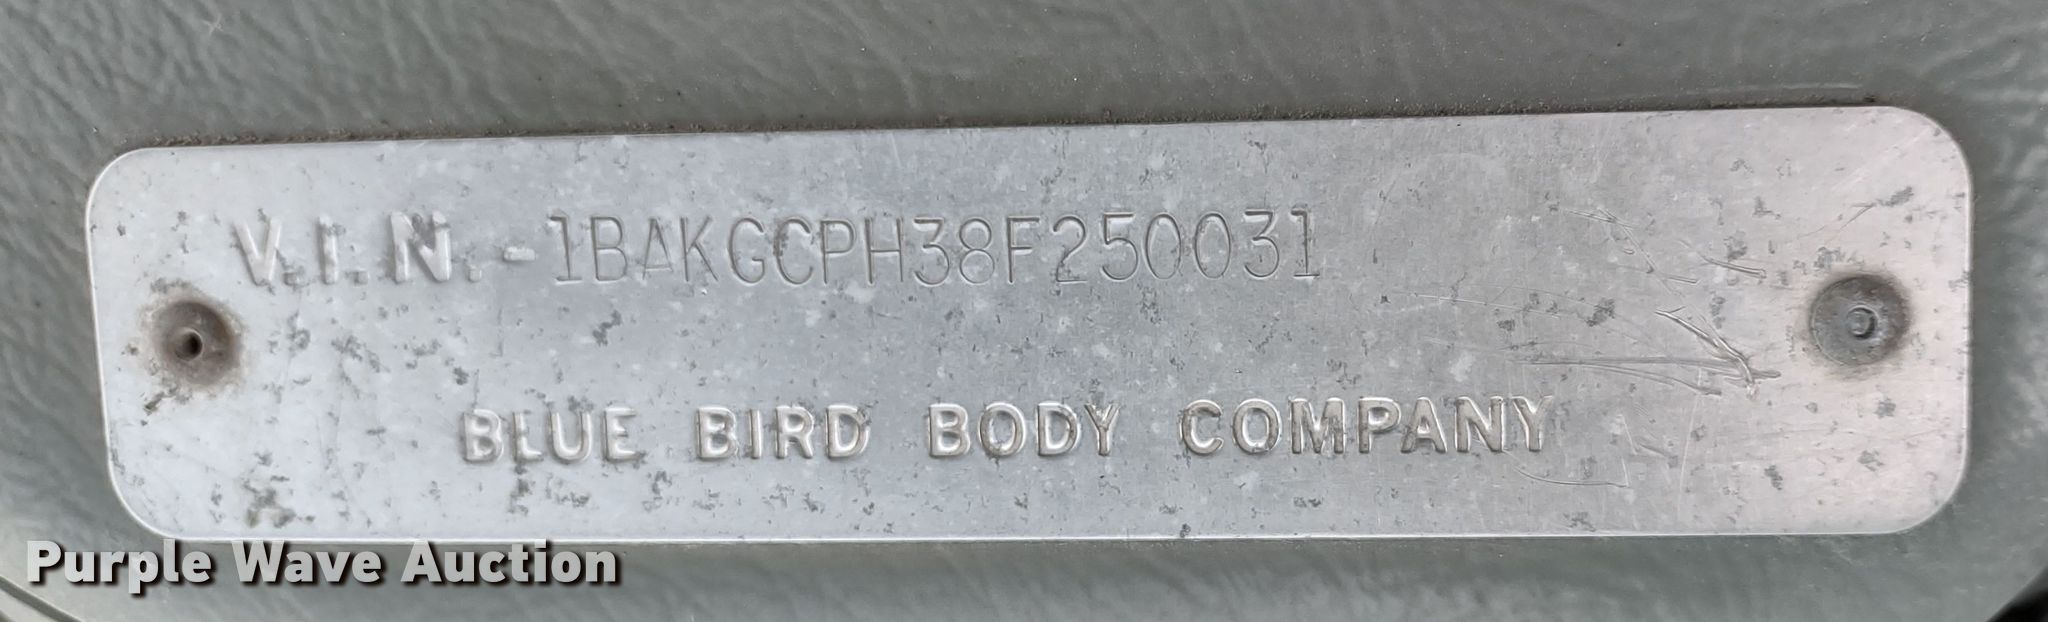 V.I.N.-1BAKGCPH38F250031
BLUE BIRD BODY COMPANY
Purple Wave Auction